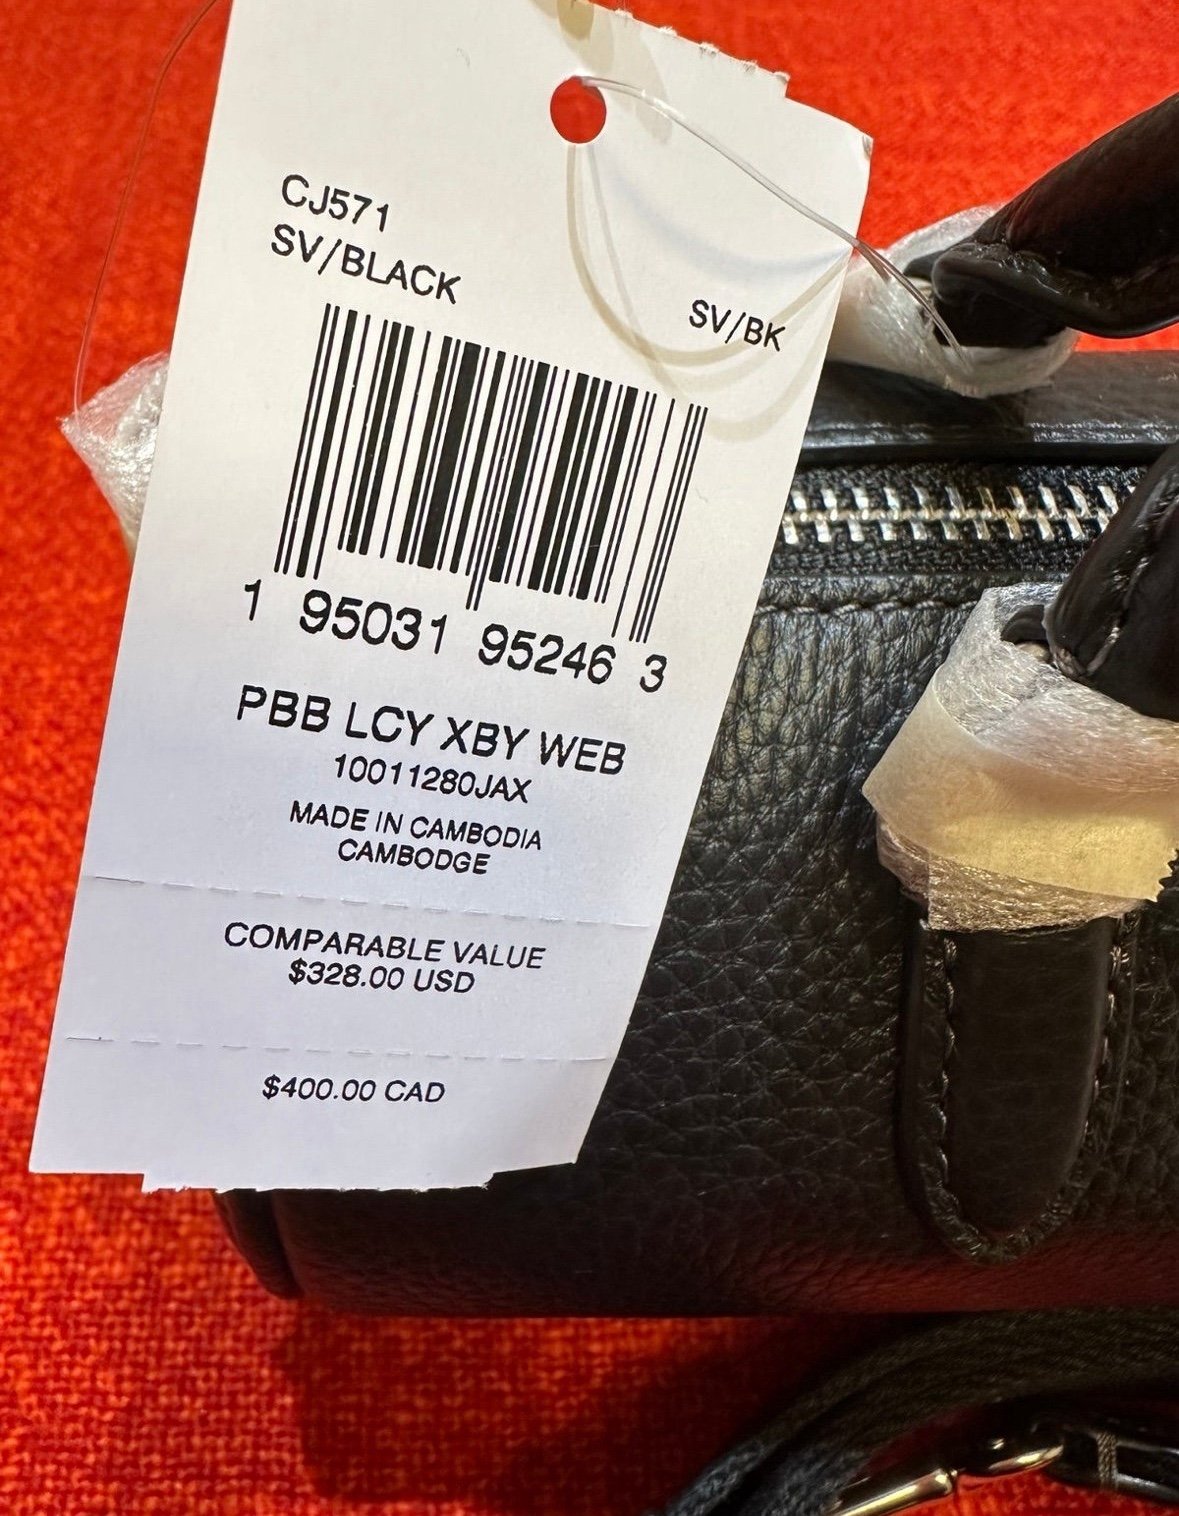 CJ571
SV/BLACK
SV/BK
1 95031 95246 3
PBB LCY XBY WEB
10011280JAX
MADE IN CAMBODIA
CAMBODGE
COMPARABLE VALUE
$328.00 USD
$400.00 CAD